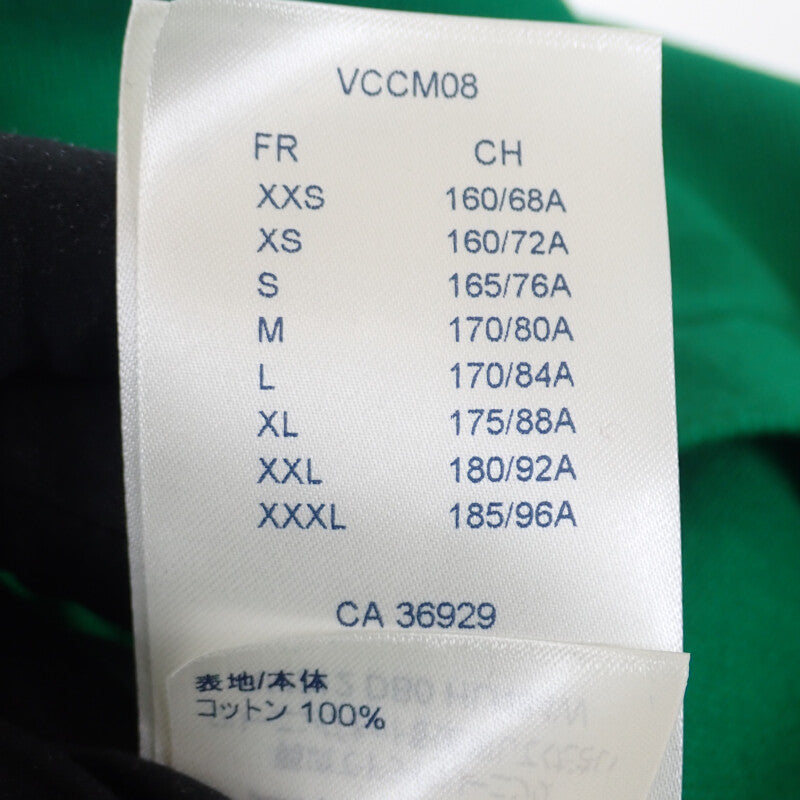 VCCM08
FR CH
XXS 160/68A
XS 160/72A
S 165/76A
M 170/80A
L 170/84A
XL 175/88A
XXL 180/92A
XXXL 185/96A
CA 36929
表地/本体
コットン 100%